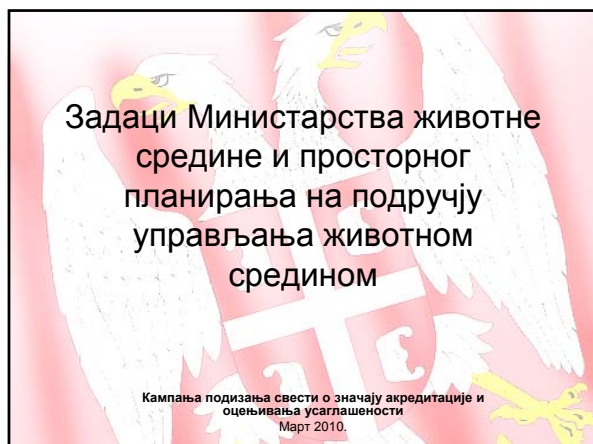 Задаци Министарства животне
средине и просторног
планирања на подручју
управљања животном
средином
Кампања подизања свести о значају акредитације и
оцењивања усаглашености
Март 2010.